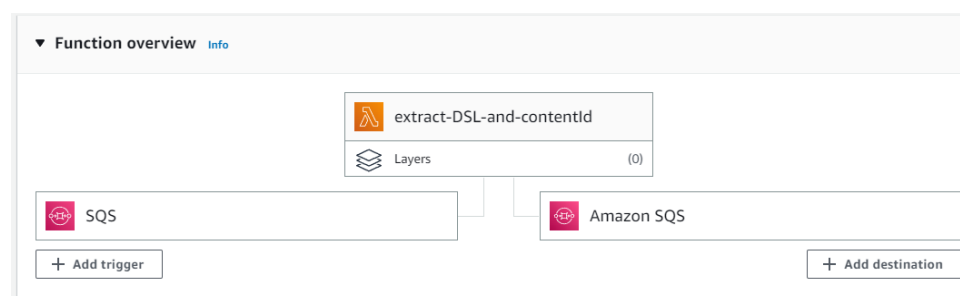 Function overview Info
extract-DSL-and-contentId
Layers (0)
SQS
Amazon SQS
+ Add trigger
+ Add destination